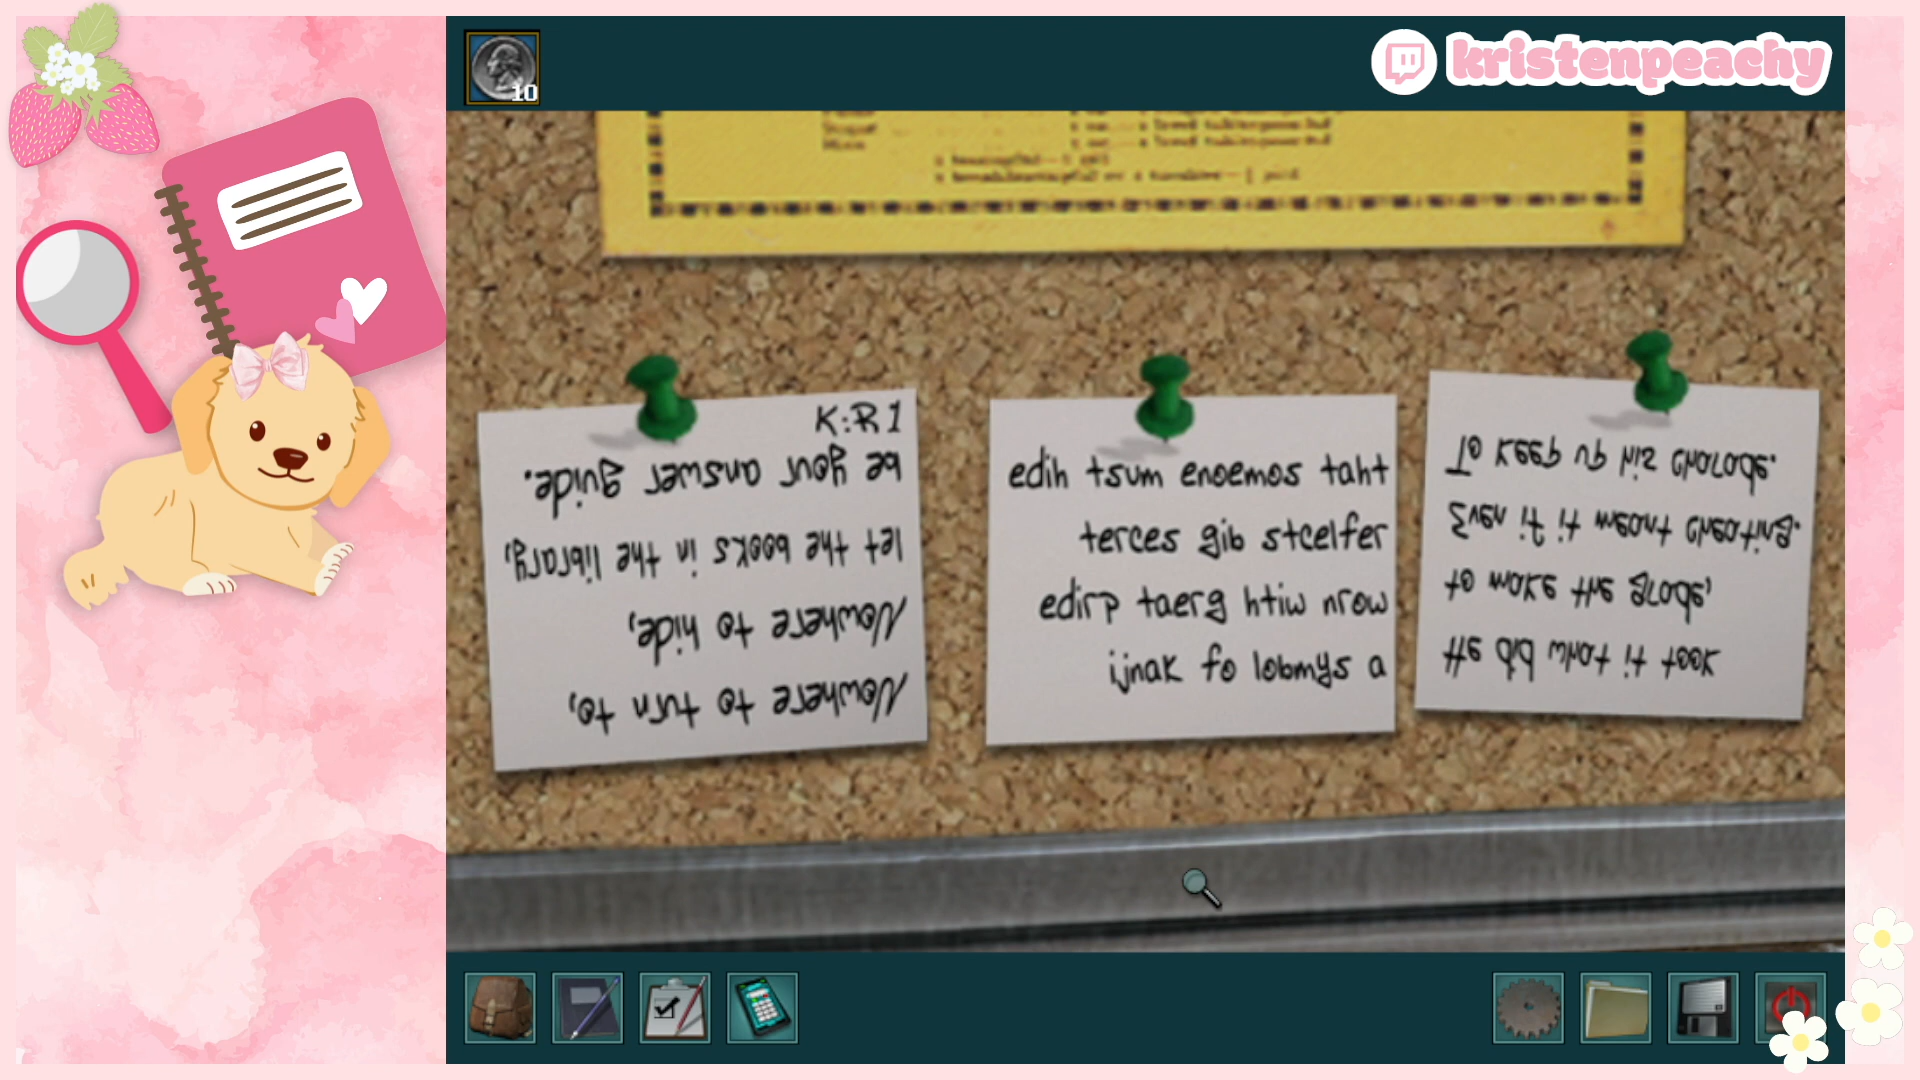 10
kristenpeachy
K:R1
Nowhere to turn to,
Nowhere to hide,
let the books in the library,
be your answer guide.
edih tsum enoemos taht
terces gib stcelfer
edirp taerg htiw nrow
ijnak fo lobmys a
He did what it took
to make the grade,
Even if it meant cheating.
To keep up his charade.